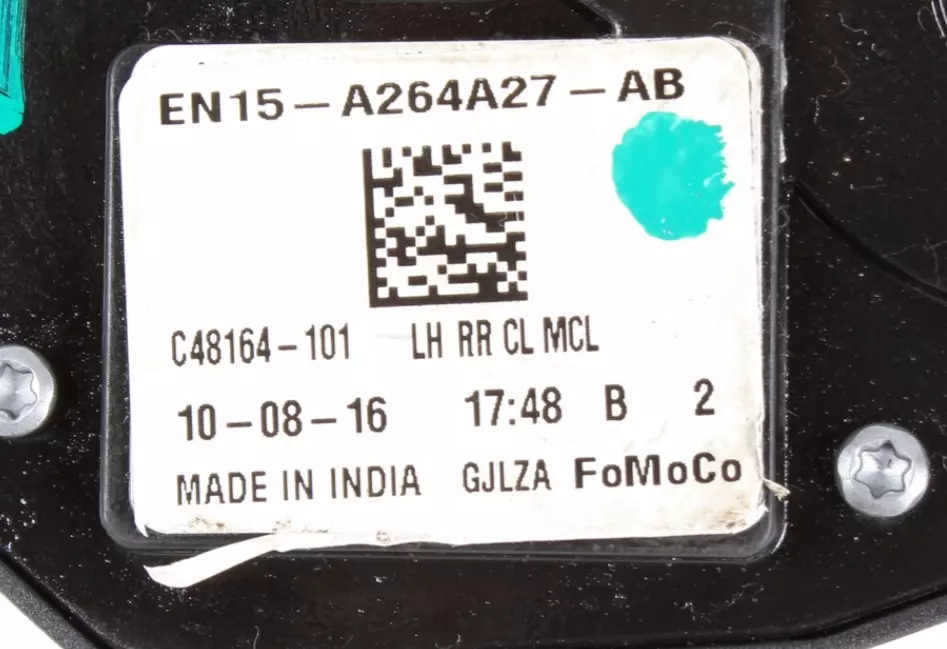 EN15-A264A27-AB
C48164-101 LH RR CL MCL
10-08-16 17:48 B 2
MADE IN INDIA GJLZA FoMoCo